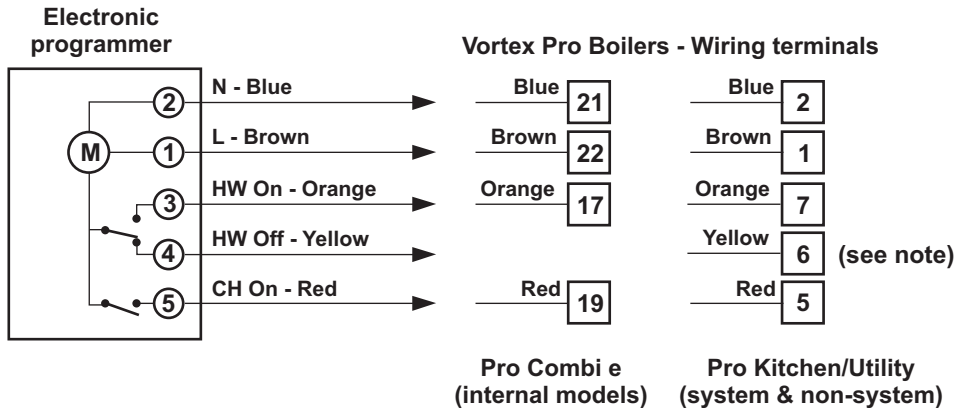 Electronic
programmer
Vortex Pro Boilers - Wiring terminals
M
2 N - Blue
Blue 21
Blue 2
1 L - Brown
Brown 22
Brown 1
3 HW On - Orange
Orange 17
Orange 7
4 HW Off - Yellow
Yellow 6 (see note)
5 CH On - Red
Red 19
Red 5
Pro Combi e
(internal models)
Pro Kitchen/Utility
(system & non-system)